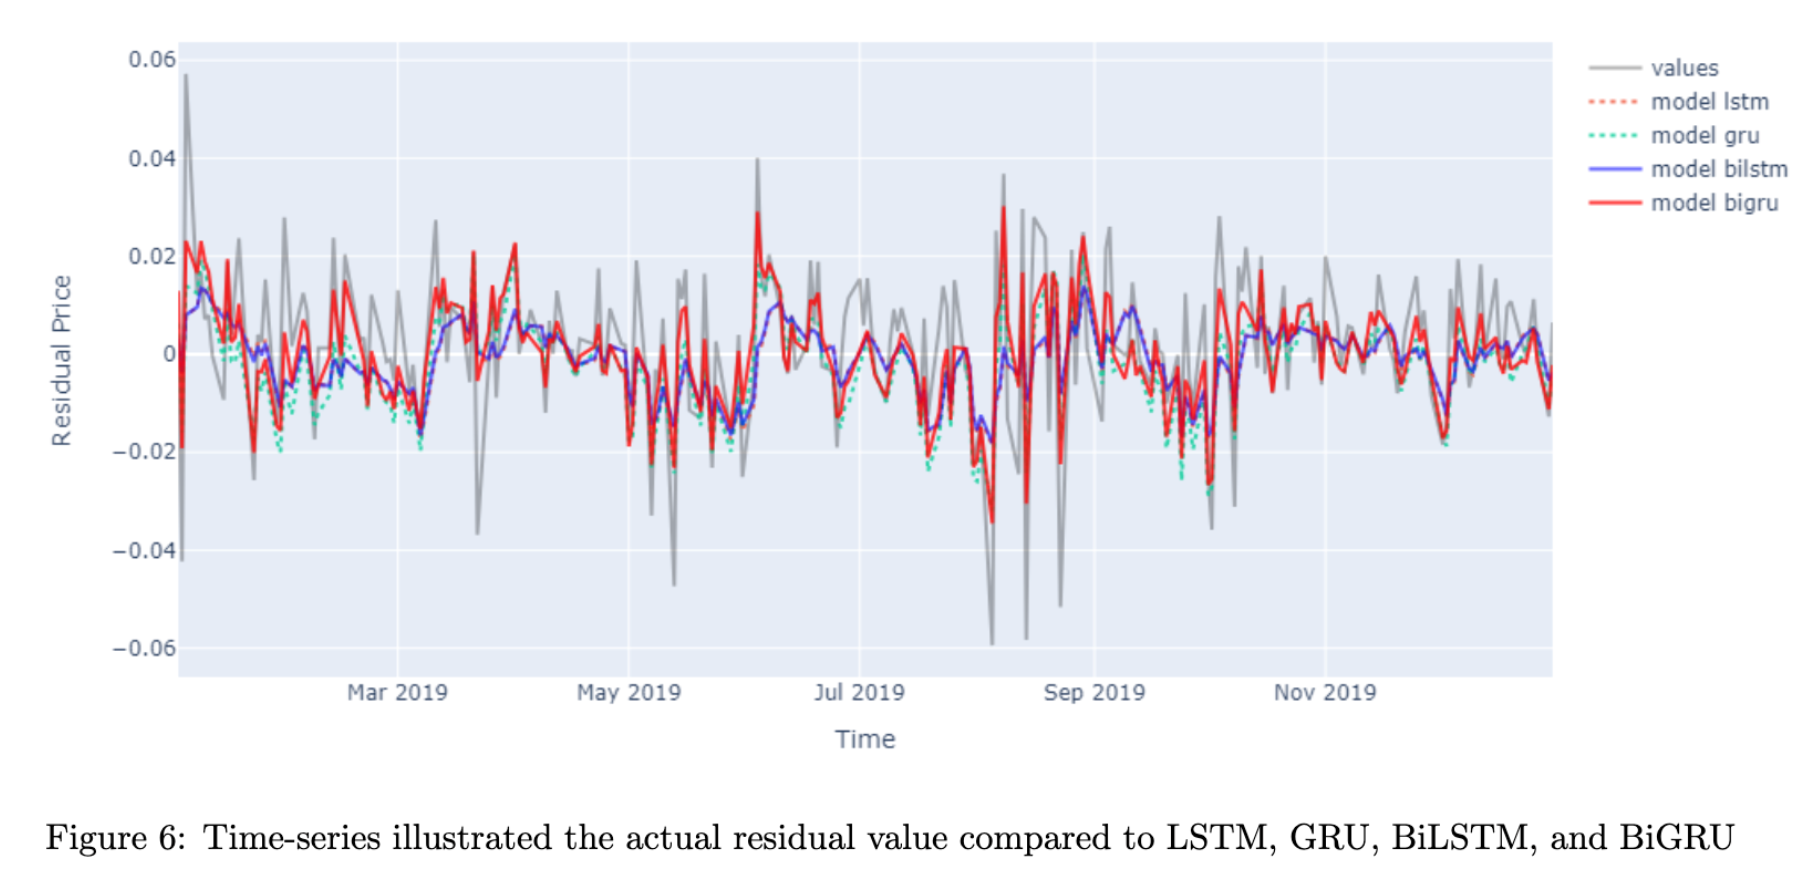 0.06
0.04
0.02
0
−0.02
−0.04
−0.06
Residual Price
Mar 2019
May 2019
Jul 2019
Sep 2019
Nov 2019
Time
values
model lstm
model gru
model bilstm
model bigru
Figure 6: Time-series illustrated the actual residual value compared to LSTM, GRU, BiLSTM, and BiGRU